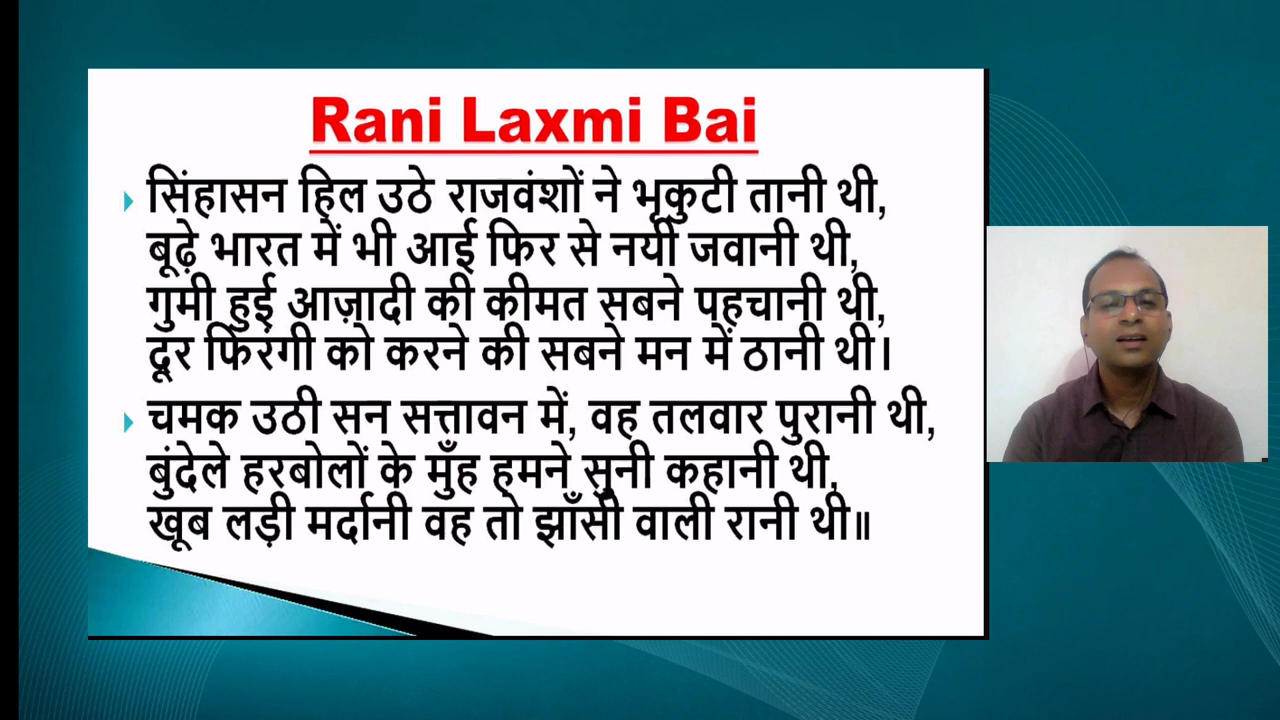 Rani Laxmi Bai
सिंहासन हिल उठे राजवंशों ने भृकुटी तानी थी,
बूढ़े भारत में भी आई फिर से नयी जवानी थी,
गुमी हुई आज़ादी की कीमत सबने पहचानी थी,
दूर फिरंगी को करने की सबने मन में ठानी थी।
चमक उठी सन सत्तावन में, वह तलवार पुरानी थी,
बुंदेले हरबोलों के मुँह हमने सुनी कहानी थी,
खूब लड़ी मर्दानी वह तो झाँसी वाली रानी थी॥